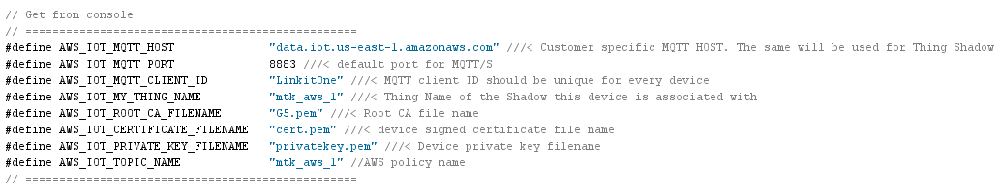 // Get from console
// =================================================
#define AWS_IOT_MQTT_HOST "data.iot.us-east-1.amazonaws.com" ///< Customer specific MQTT HOST. The same will be used for Thing Shadow
#define AWS_IOT_MQTT_PORT 8883 ///< default port for MQTT/S
#define AWS_IOT_MQTT_CLIENT_ID "LinkitOne" ///< MQTT client ID should be unique for every device
#define AWS_IOT_MY_THING_NAME "mtk_aws_1" ///< Thing Name of the Shadow this device is associated with
#define AWS_IOT_ROOT_CA_FILENAME "G5.pem" ///< Root CA file name
#define AWS_IOT_CERTIFICATE_FILENAME "cert.pem" ///< device signed certificate file name
#define AWS_IOT_PRIVATE_KEY_FILENAME "privatekey.pem" ///< Device private key filename
#define AWS_IOT_TOPIC_NAME "mtk_aws_1" //AWS policy name
// =================================================